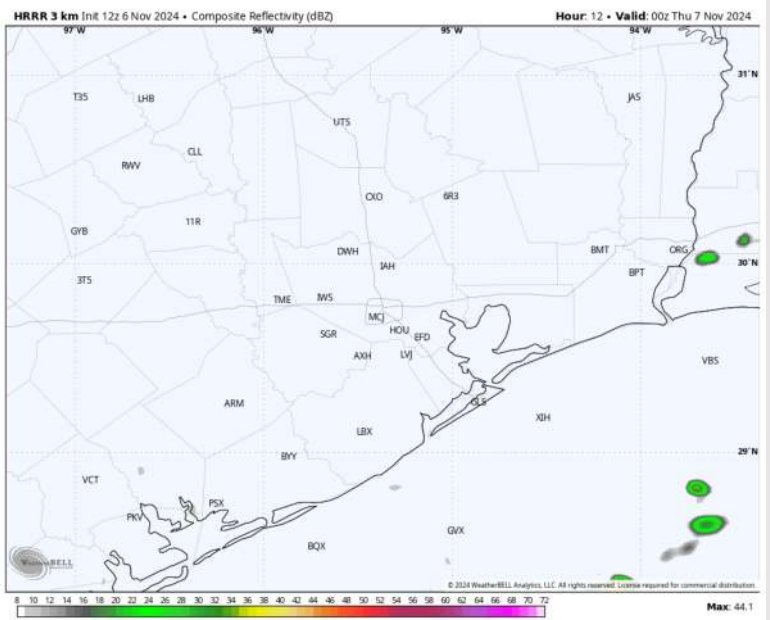 HRRR 3 km Init 12z 6 Nov 2024 • Composite Reflectivity (dBZ) Hour: 12 • Valid: 00z Thu 7 Nov 2024
97°W 96°W 95°W 94°W
31°N
T35 LHB JAS
UTS
CLL
RWV
CXO 6R3
11R
GYB
DWH BMT ORG
IAH 30°N
BPT
3T5
TME IWS
MCJ
SGR HOU EFD
AXH LVJ VBS
ARM GLS
XIH
LBX
BYY 29°N
VCT
PSX
PKV
GVX
BQX
WEATHERBELL
© 2024 WeatherBELL Analytics, LLC. All rights reserved. License required for commercial distribution.
8 10 12 14 16 18 20 22 24 26 28 30 32 34 36 38 40 42 44 46 48 50 52 54 56 58 60 62 64 66 68 70 72
Max: 44.1